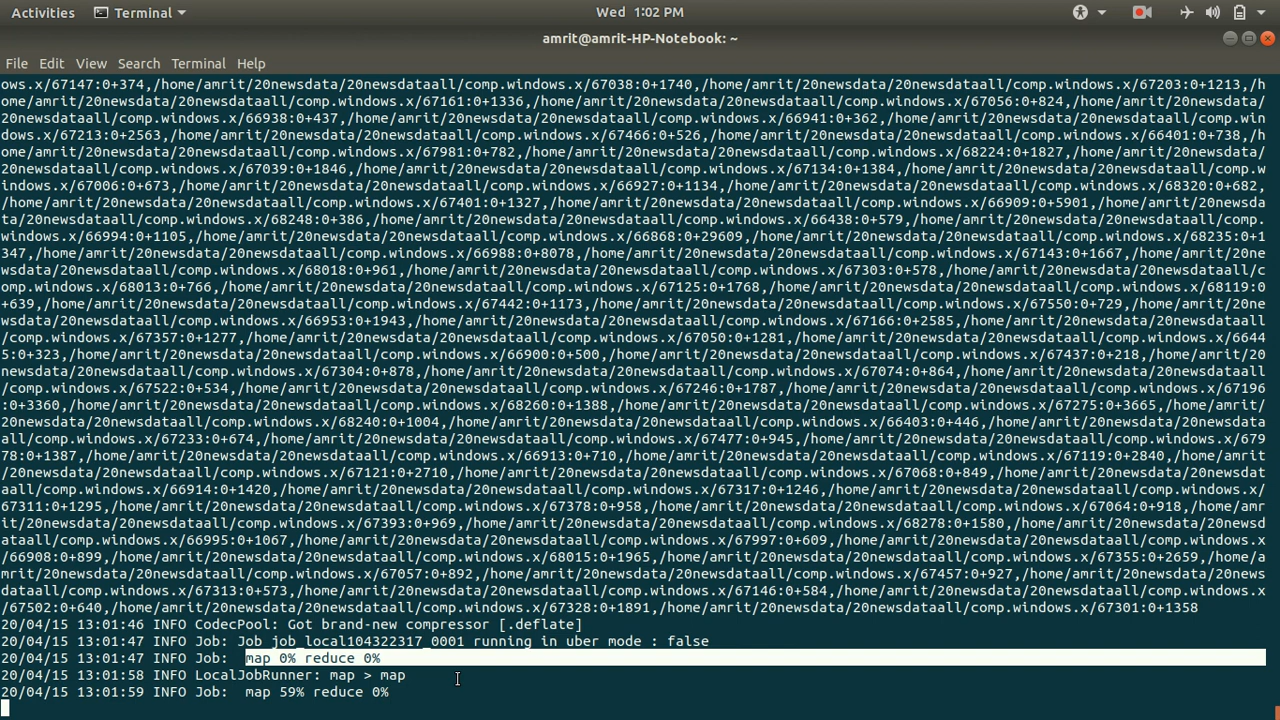 Activities
Terminal
Wed 1:02 PM
amrit@amrit-HP-Notebook: ~
File Edit View Search Terminal Help
ows.x/67147:0+374,/home/amrit/20newsdata/20newsdataall/comp.windows.x/67038:0+1740,/home/amrit/20newsdata/20newsdataall/comp.windows.x/67203:0+1213,/h
ome/amrit/20newsdata/20newsdataall/comp.windows.x/67161:0+1336,/home/amrit/20newsdata/20newsdataall/comp.windows.x/67056:0+824,/home/amrit/20newsdata/
20newsdataall/comp.windows.x/66938:0+437,/home/amrit/20newsdata/20newsdataall/comp.windows.x/66941:0+362,/home/amrit/20newsdata/20newsdataall/comp.win
dows.x/67213:0+2563,/home/amrit/20newsdata/20newsdataall/comp.windows.x/67466:0+526,/home/amrit/20newsdata/20newsdataall/comp.windows.x/66401:0+738,/h
ome/amrit/20newsdata/20newsdataall/comp.windows.x/67981:0+782,/home/amrit/20newsdata/20newsdataall/comp.windows.x/68224:0+1827,/home/amrit/20newsdata/
20newsdataall/comp.windows.x/67039:0+1846,/home/amrit/20newsdata/20newsdataall/comp.windows.x/67134:0+1384,/home/amrit/20newsdata/20newsdataall/comp.w
indows.x/67006:0+673,/home/amrit/20newsdata/20newsdataall/comp.windows.x/66927:0+1134,/home/amrit/20newsdata/20newsdataall/comp.windows.x/68320:0+682,
/home/amrit/20newsdata/20newsdataall/comp.windows.x/67401:0+1327,/home/amrit/20newsdata/20newsdataall/comp.windows.x/66909:0+5901,/home/amrit/20newsda
ta/20newsdataall/comp.windows.x/68248:0+386,/home/amrit/20newsdata/20newsdataall/comp.windows.x/66438:0+579,/home/amrit/20newsdata/20newsdataall/comp.
windows.x/66994:0+1105,/home/amrit/20newsdata/20newsdataall/comp.windows.x/66868:0+29609,/home/amrit/20newsdata/20newsdataall/comp.windows.x/68235:0+1
347,/home/amrit/20newsdata/20newsdataall/comp.windows.x/66988:0+8078,/home/amrit/20newsdata/20newsdataall/comp.windows.x/67143:0+1667,/home/amrit/20ne
wsdata/20newsdataall/comp.windows.x/68018:0+961,/home/amrit/20newsdata/20newsdataall/comp.windows.x/67303:0+578,/home/amrit/20newsdata/20newsdataall/c
omp.windows.x/68013:0+766,/home/amrit/20newsdata/20newsdataall/comp.windows.x/67125:0+1768,/home/amrit/20newsdata/20newsdataall/comp.windows.x/68119:0
+639,/home/amrit/20newsdata/20newsdataall/comp.windows.x/67442:0+1173,/home/amrit/20newsdata/20newsdataall/comp.windows.x/67550:0+729,/home/amrit/20ne
wsdata/20newsdataall/comp.windows.x/66953:0+1943,/home/amrit/20newsdata/20newsdataall/comp.windows.x/67166:0+2585,/home/amrit/20newsdata/20newsdataall
/comp.windows.x/67357:0+1277,/home/amrit/20newsdata/20newsdataall/comp.windows.x/67050:0+1281,/home/amrit/20newsdata/20newsdataall/comp.windows.x/6644
5:0+323,/home/amrit/20newsdata/20newsdataall/comp.windows.x/66900:0+500,/home/amrit/20newsdata/20newsdataall/comp.windows.x/67437:0+218,/home/amrit/20
newsdata/20newsdataall/comp.windows.x/67304:0+878,/home/amrit/20newsdata/20newsdataall/comp.windows.x/67074:0+864,/home/amrit/20newsdata/20newsdataall
/comp.windows.x/67522:0+534,/home/amrit/20newsdata/20newsdataall/comp.windows.x/67246:0+1787,/home/amrit/20newsdata/20newsdataall/comp.windows.x/67196
:0+3360,/home/amrit/20newsdata/20newsdataall/comp.windows.x/68260:0+1388,/home/amrit/20newsdata/20newsdataall/comp.windows.x/67275:0+3665,/home/amrit/
20newsdata/20newsdataall/comp.windows.x/68240:0+1004,/home/amrit/20newsdata/20newsdataall/comp.windows.x/66403:0+446,/home/amrit/20newsdata/20newsdata
all/comp.windows.x/67233:0+674,/home/amrit/20newsdata/20newsdataall/comp.windows.x/67477:0+945,/home/amrit/20newsdata/20newsdataall/comp.windows.x/679
78:0+1387,/home/amrit/20newsdata/20newsdataall/comp.windows.x/66913:0+710,/home/amrit/20newsdata/20newsdataall/comp.windows.x/67119:0+2840,/home/amrit
/20newsdata/20newsdataall/comp.windows.x/67121:0+2710,/home/amrit/20newsdata/20newsdataall/comp.windows.x/67068:0+849,/home/amrit/20newsdata/20newsdat
aall/comp.windows.x/66914:0+1420,/home/amrit/20newsdata/20newsdataall/comp.windows.x/67317:0+1246,/home/amrit/20newsdata/20newsdataall/comp.windows.x/
67311:0+1295,/home/amrit/20newsdata/20newsdataall/comp.windows.x/67378:0+958,/home/amrit/20newsdata/20newsdataall/comp.windows.x/67064:0+918,/home/amr
it/20newsdata/20newsdataall/comp.windows.x/67393:0+969,/home/amrit/20newsdata/20newsdataall/comp.windows.x/68278:0+1580,/home/amrit/20newsdata/20newsd
ataall/comp.windows.x/66995:0+1067,/home/amrit/20newsdata/20newsdataall/comp.windows.x/67997:0+609,/home/amrit/20newsdata/20newsdataall/comp.windows.x
/66908:0+899,/home/amrit/20newsdata/20newsdataall/comp.windows.x/68015:0+1965,/home/amrit/20newsdata/20newsdataall/comp.windows.x/67355:0+2659,/home/a
mrit/20newsdata/20newsdataall/comp.windows.x/67057:0+892,/home/amrit/20newsdata/20newsdataall/comp.windows.x/67457:0+927,/home/amrit/20newsdata/20news
dataall/comp.windows.x/67313:0+573,/home/amrit/20newsdata/20newsdataall/comp.windows.x/67146:0+584,/home/amrit/20newsdata/20newsdataall/comp.windows.x
/67502:0+640,/home/amrit/20newsdata/20newsdataall/comp.windows.x/67328:0+1891,/home/amrit/20newsdata/20newsdataall/comp.windows.x/67301:0+1358
20/04/15 13:01:46 INFO CodecPool: Got brand-new compressor [.deflate]
20/04/15 13:01:47 INFO Job: Job job_local104322317_0001 running in uber mode : false
20/04/15 13:01:47 INFO Job:  map 0% reduce 0%
20/04/15 13:01:58 INFO LocalJobRunner: map > map
20/04/15 13:01:59 INFO Job:  map 59% reduce 0%